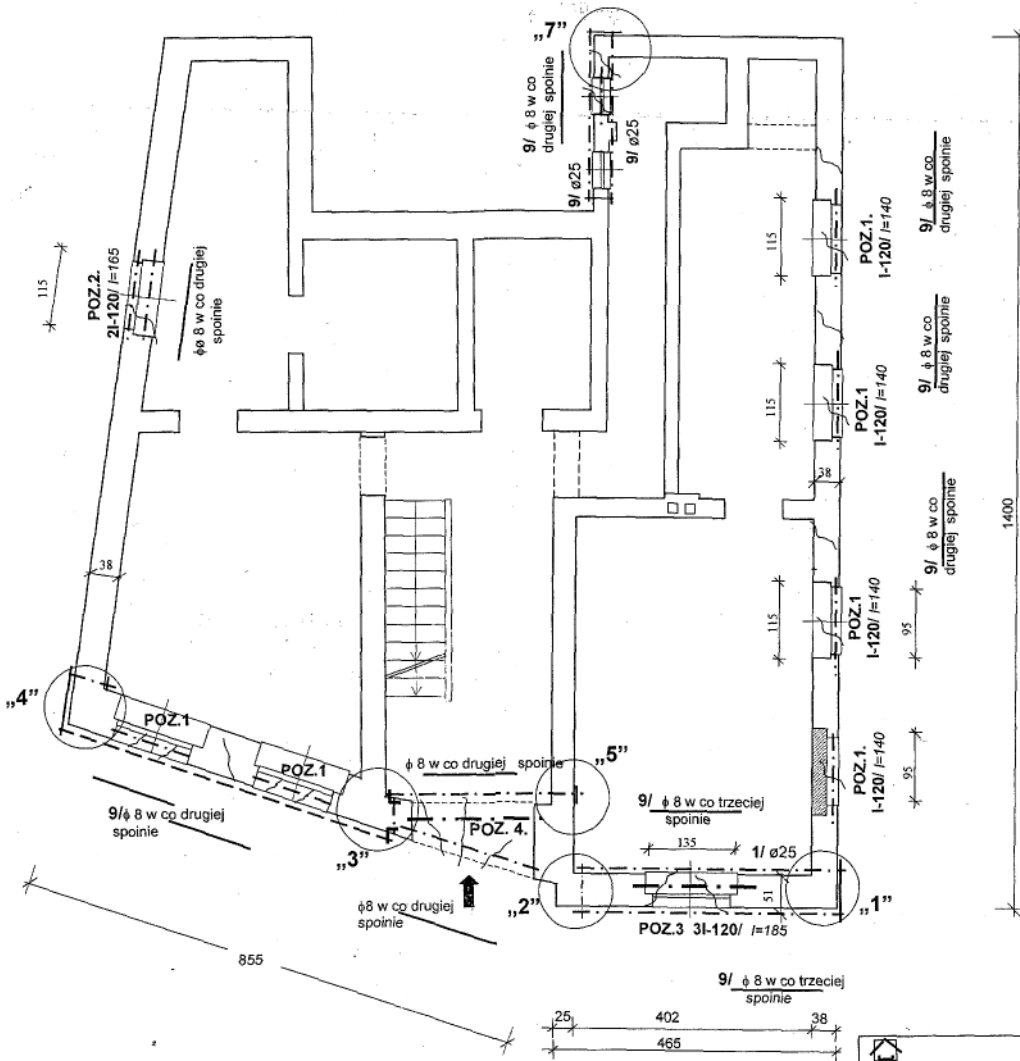 „7”
9/ ϕ 8 w co
drugiej spoinie
9/ ø25
9/ ø25
9/ ϕ 8 w co
drugiej spoinie
115
POZ.1.
I-120/ l=140
115
POZ.2.
2I-120/ l=165
ϕø 8 w co drugiej
spoinie
9/ ϕ 8 w co
drugiej spoinie
115
POZ.1
I-120/ l=140
38
9/ ϕ 8 w co
drugiej spoinie
1400
38
115
POZ.1
I-120/ l=140
95
„4”
POZ.1
POZ.1
ϕ 8 w co drugiej spoinie
„5”
POZ.1.
I-120/ l=140
95
9/ϕ 8 w co drugiej
spoinie
„3”
POZ. 4.
9/ ϕ 8 w co trzeciej
spoinie
135
1/ ø25
51
ϕ8 w co drugiej
spoinie
„2”
„1”
POZ.3 3I-120/ l=185
855
9/ ϕ 8 w co trzeciej
spoinie
25
402
38
465